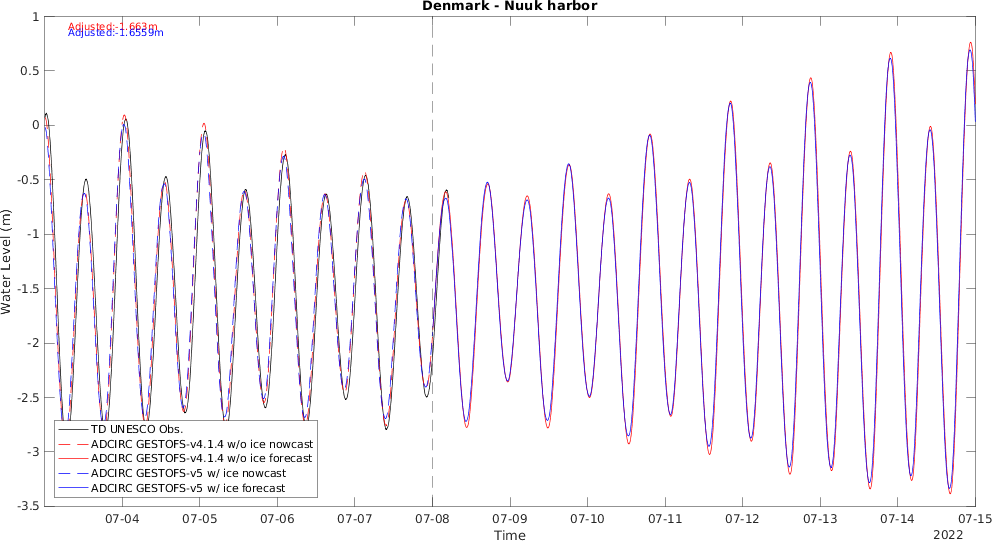 Denmark - Nuuk harbor
Adjusted:-1.663m
Adjusted:-1.6559m
1
0.5
0
-0.5
-1
-1.5
-2
-2.5
-3
-3.5
Water Level (m)
TD UNESCO Obs.
ADCIRC GESTOFS-v4.1.4 w/o ice nowcast
ADCIRC GESTOFS-v4.1.4 w/o ice forecast
ADCIRC GESTOFS-v5 w/ ice nowcast
ADCIRC GESTOFS-v5 w/ ice forecast
07-04 07-05 07-06 07-07 07-08 07-09 07-10 07-11 07-12 07-13 07-14 07-15
Time
2022